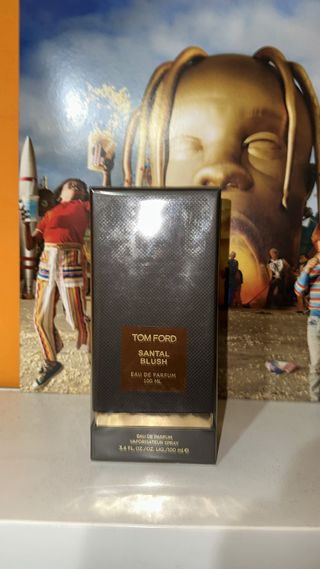 TOM FORD
SANTAL
BLUSH
EAU DE PARFUM
100 ML
EAU DE PARFUM
VAPORISATEUR SPRAY
3.4 FL. OZ./OZ. LIQ./100 ml ℮